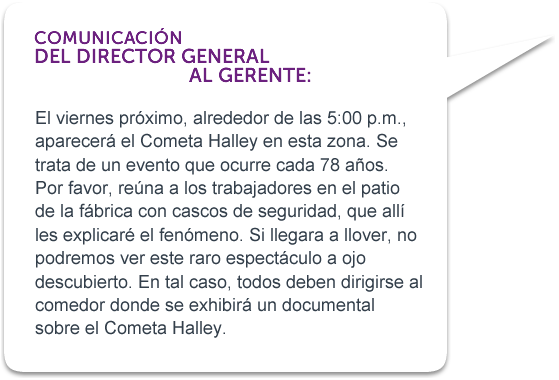 COMUNICACIÓN
DEL DIRECTOR GENERAL
AL GERENTE:
El viernes próximo, alrededor de las 5:00 p.m.,
aparecerá el Cometa Halley en esta zona. Se
trata de un evento que ocurre cada 78 años.
Por favor, reúna a los trabajadores en el patio
de la fábrica con cascos de seguridad, que allí
les explicaré el fenómeno. Si llegara a llover, no
podremos ver este raro espectáculo a ojo
descubierto. En tal caso, todos deben dirigirse al
comedor donde se exhibirá un documental
sobre el Cometa Halley.